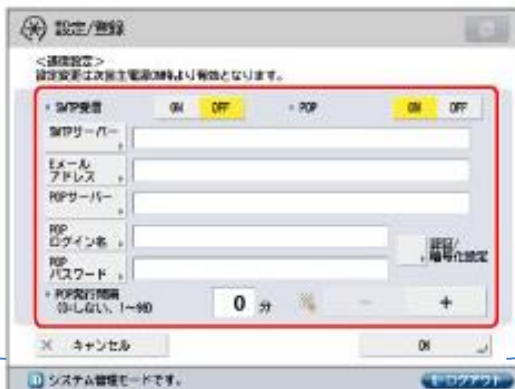 設定/登録
<通信設定>
設定変更は次回主電源ON時より有効となります。
・SMTP受信 ON OFF ・POP ON OFF
SMTPサーバー
Eメール
アドレス
POPサーバー
POP
ログイン名
認証/
暗号化設定
POP
パスワード
・POP発行間隔
(0=しない、1~99) 0 分 - +
× キャンセル OK
システム管理モードです。 ログアウト